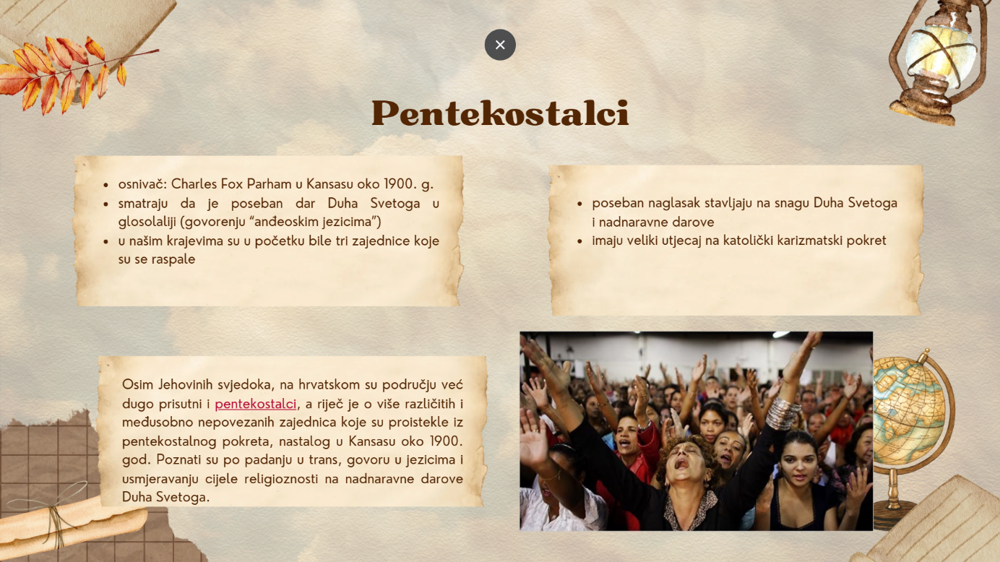 Pentekostalci
• osnivač: Charles Fox Parham u Kansasu oko 1900. g.
• smatraju da je poseban dar Duha Svetoga u
glosolaliji (govorenju “anđeoskim jezicima”)
• u našim krajevima su u početku bile tri zajednice koje
su se raspale
• poseban naglasak stavljaju na snagu Duha Svetoga
i nadnaravne darove
• imaju veliki utjecaj na katolički karizmatski pokret
Osim Jehovinih svjedoka, na hrvatskom su području već
dugo prisutni i pentekostalci, a riječ je o više različitih i
međusobno nepovezanih zajednica koje su proistekle iz
pentekostalnog pokreta, nastalog u Kansasu oko 1900.
god. Poznati su po padanju u trans, govoru u jezicima i
usmjeravanju cijele religioznosti na nadnaravne darove
Duha Svetoga.